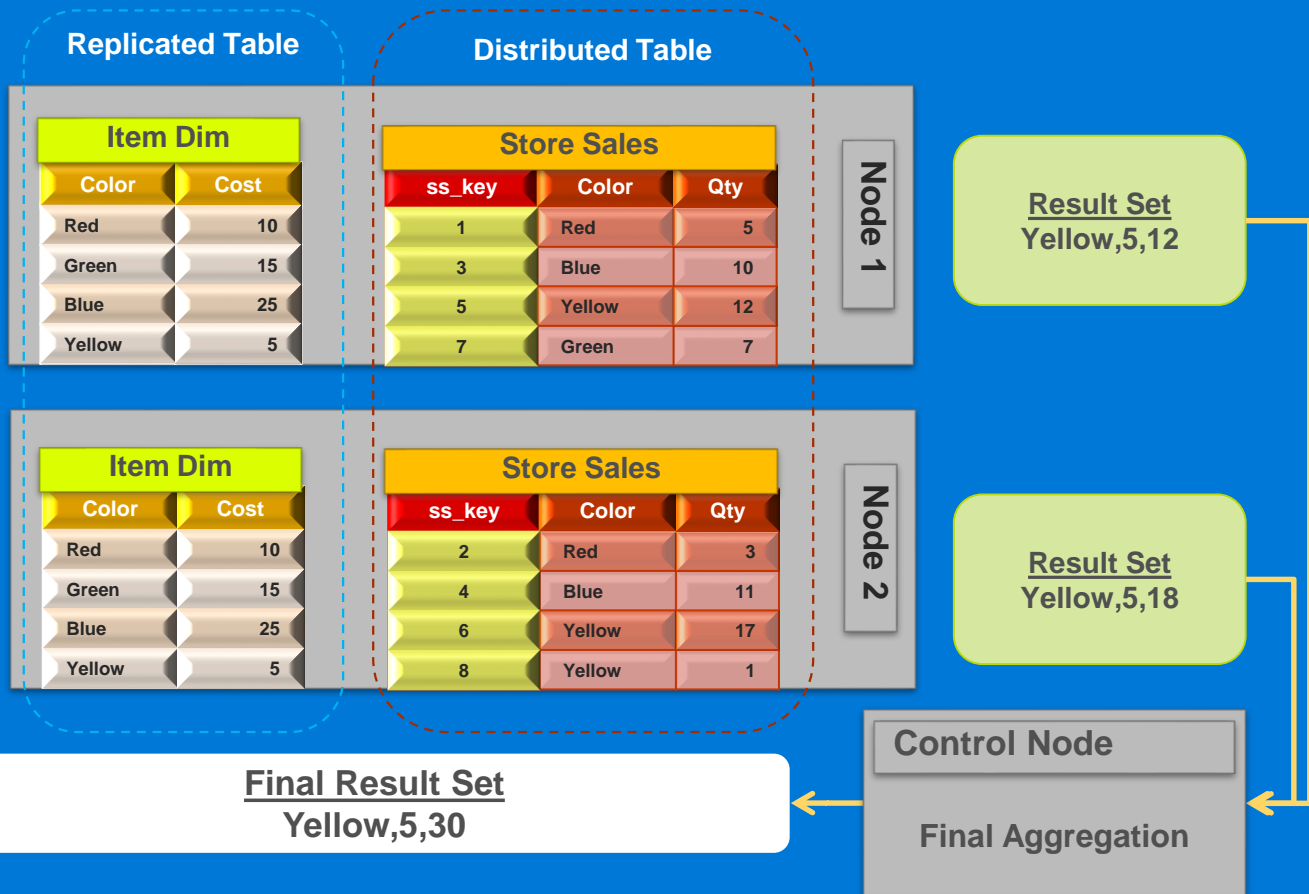 Replicated Table
Distributed Table
Item Dim
Color Cost
Red 10
Green 15
Blue 25
Yellow 5
Store Sales
ss_key Color Qty
1 Red 5
3 Blue 10
5 Yellow 12
7 Green 7
Node 1
Result Set
Yellow,5,12
Item Dim
Color Cost
Red 10
Green 15
Blue 25
Yellow 5
Store Sales
ss_key Color Qty
2 Red 3
4 Blue 11
6 Yellow 17
8 Yellow 1
Node 2
Result Set
Yellow,5,18
Control Node
Final Aggregation
Final Result Set
Yellow,5,30